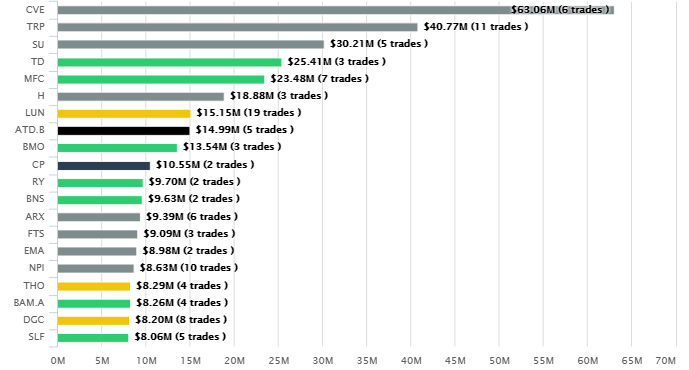 CVE $63.06M (6 trades )
TRP $40.77M (11 trades )
SU $30.21M (5 trades )
TD $25.41M (3 trades )
MFC $23.48M (7 trades )
H $18.88M (3 trades )
LUN $15.15M (19 trades )
ATD.B $14.99M (5 trades )
BMO $13.54M (3 trades )
CP $10.55M (2 trades )
RY $9.70M (2 trades )
BNS $9.63M (2 trades )
ARX $9.39M (6 trades )
FTS $9.09M (3 trades )
EMA $8.98M (2 trades )
NPI $8.63M (10 trades )
THO $8.29M (4 trades )
BAM.A $8.26M (4 trades )
DGC $8.20M (8 trades )
SLF $8.06M (5 trades )
0M 5M 10M 15M 20M 25M 30M 35M 40M 45M 50M 55M 60M 65M 70M